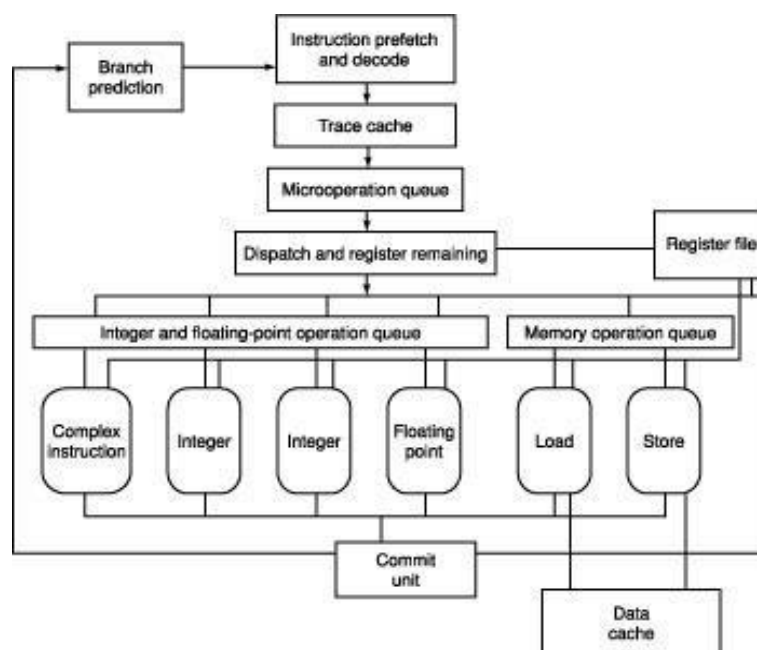 Instruction prefetch
and decode
Branch
prediction
Trace cache
Microoperation queue
Dispatch and register remaining
Register file
Integer and floating-point operation queue
Memory operation queue
Complex
instruction
Integer
Integer
Floating
point
Load
Store
Commit
unit
Data
cache